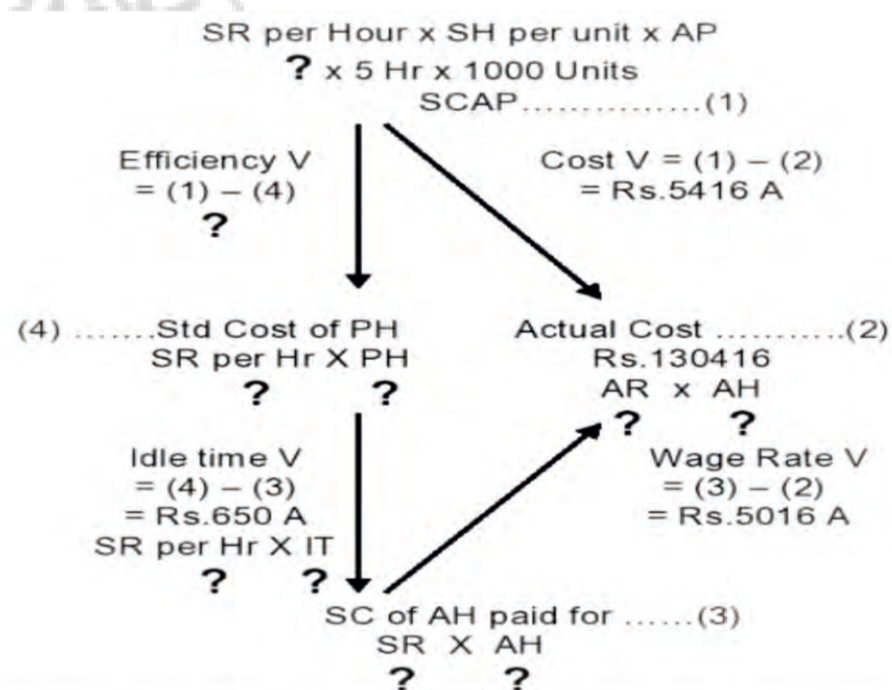 SR per Hour x SH per unit x AP
? x 5 Hr x 1000 Units
SCAP...............(1)
Efficiency V
= (1) – (4)
?
Cost V = (1) – (2)
= Rs.5416 A
(4) .......Std Cost of PH
SR per Hr X PH
? ?
Actual Cost ...........(2)
Rs.130416
AR x AH
? ?
Idle time V
= (4) – (3)
= Rs.650 A
SR per Hr X IT
? ?
Wage Rate V
= (3) – (2)
= Rs.5016 A
SC of AH paid for ......(3)
SR X AH
? ?